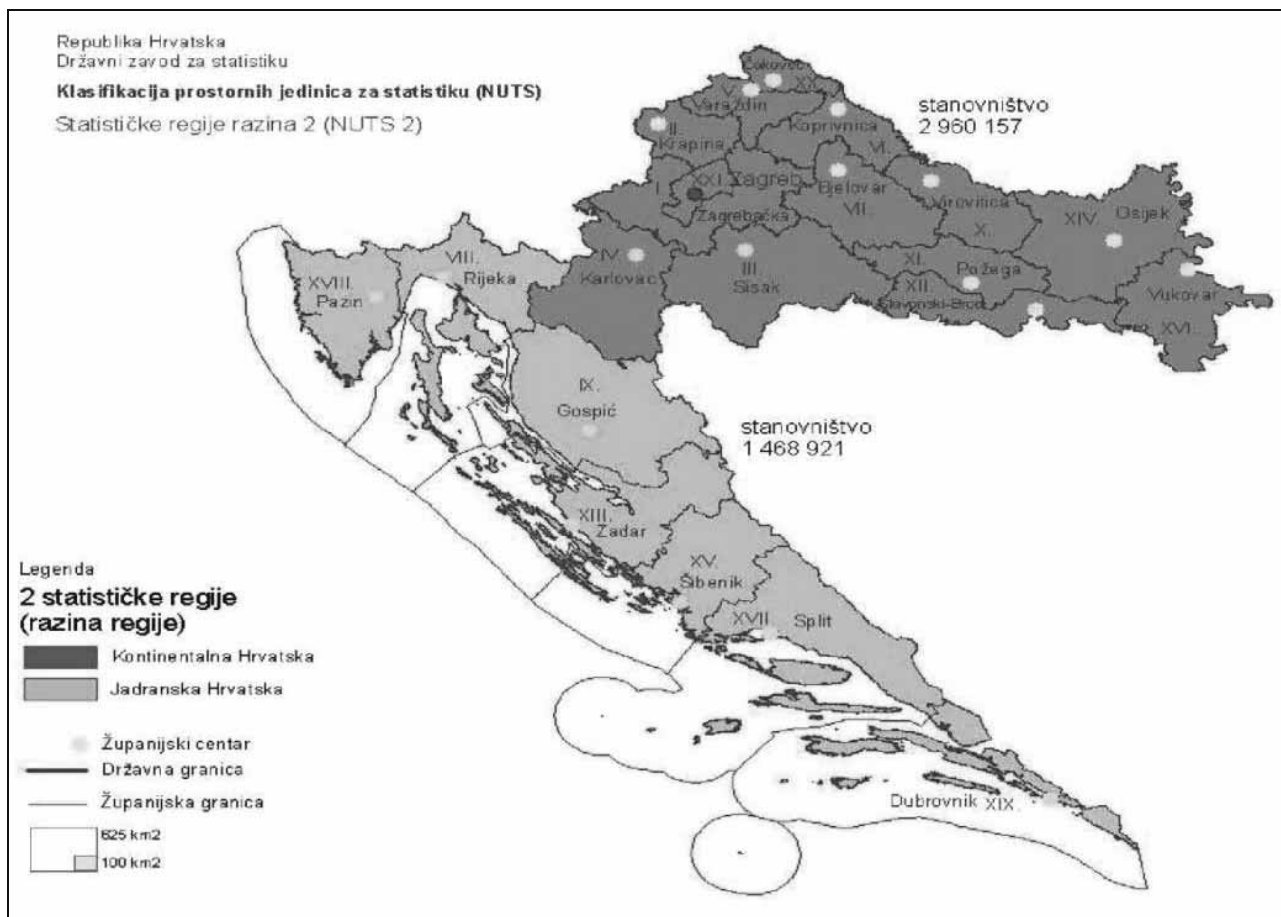 Republika Hrvatska
Državni zavod za statistiku
Klasifikacija prostornih jedinica za statistiku (NUTS)
Statističke regije razina 2 (NUTS 2)
stanovništvo
2 960 157
Čakovec
XX.
V.
Varaždin
Koprivnica
VI.
II.
Krapina
I.
XXI. Zagreb
Zagrebačka
Bjelovar
VII.
Virovitica
X.
XIV. Osijek
IV.
Karlovac
III.
Sisak
XI.
Požega
XII.
Slavonski-Brod
Vukovar
XVI.
XVIII.
Pazin
VIII.
Rijeka
IX.
Gospić
stanovništvo
1 468 921
XIII.
Zadar
XV.
Šibenik
XVII.
Split
Dubrovnik XIX.
Legenda
2 statističke regije
(razina regije)
Kontinentalna Hrvatska
Jadranska Hrvatska
Županijski centar
Državna granica
Županijska granica
625 km2
100 km2